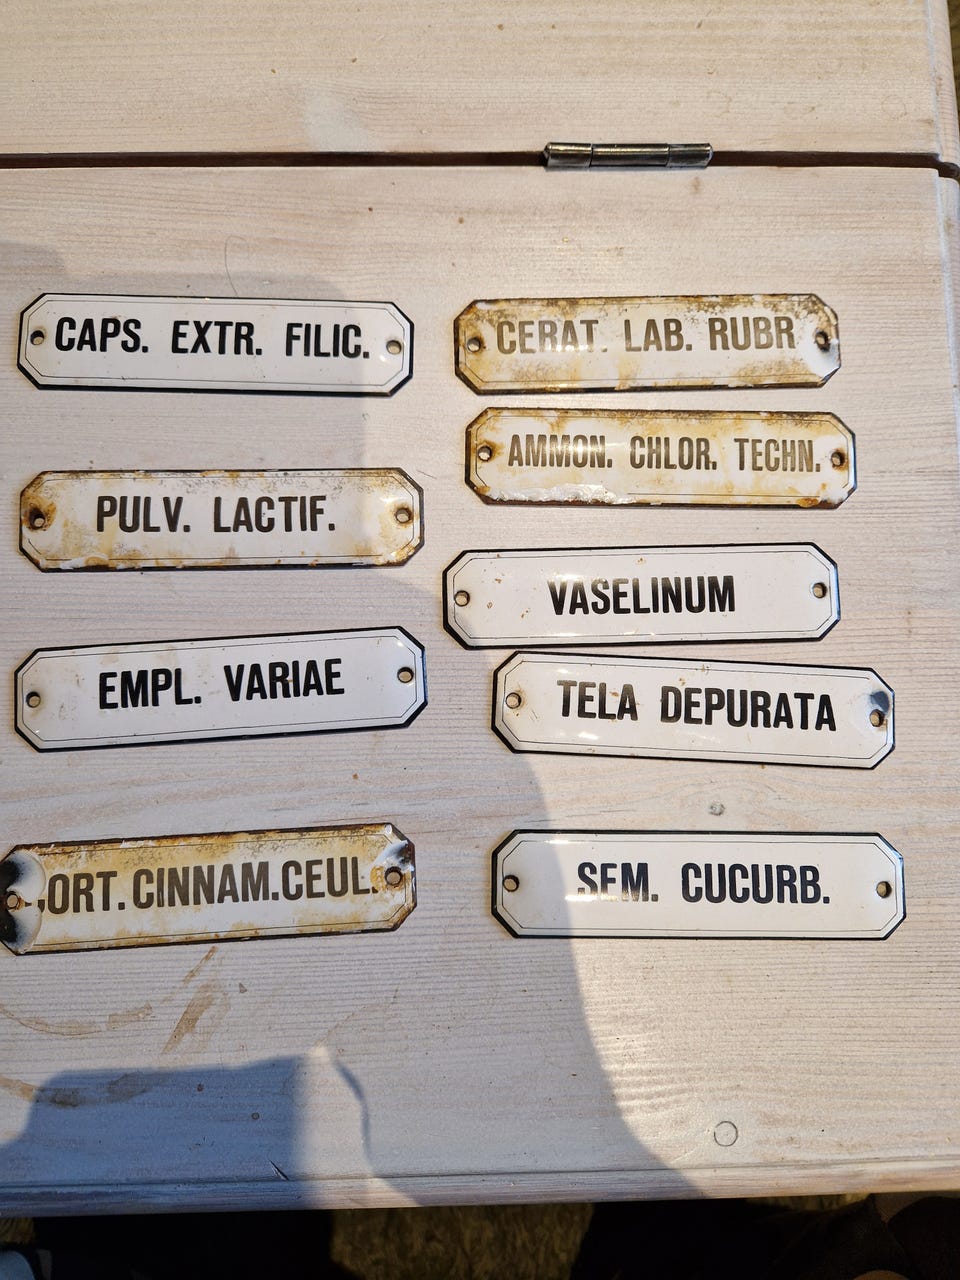 CAPS. EXTR. FILIC.
CERAT. LAB. RUBR
AMMON. CHLOR. TECHN.
PULV. LACTIF.
VASELINUM
EMPL. VARIAE
TELA DEPURATA
ORT. CINNAM. CEUL.
SEM. CUCURB.